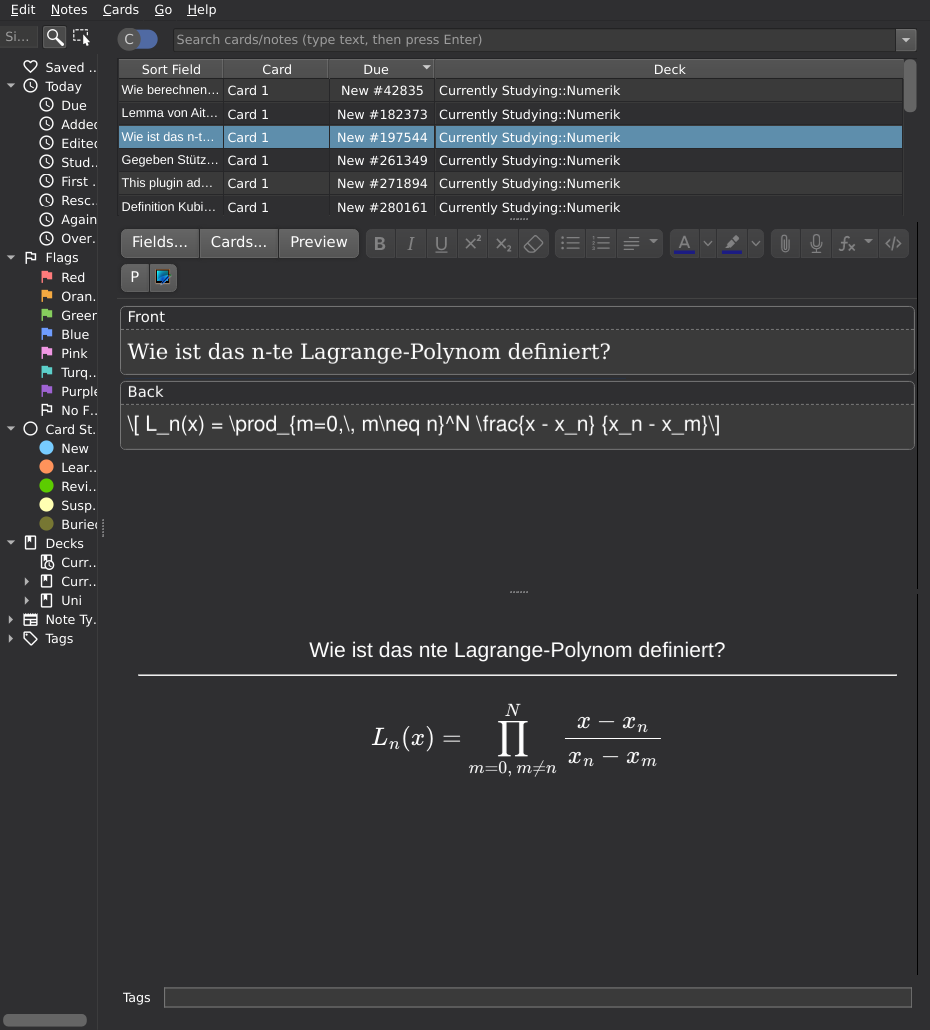 Edit Notes Cards Go Help
Si...
C
Search cards/notes (type text, then press Enter)
Saved ..
Today
Due
Added
Edited
Stud..
First .
Resc..
Again
Over..
Flags
Red
Oran..
Green
Blue
Pink
Turq..
Purple
No F..
Card St..
New
Lear..
Revi..
Susp..
Buried
Decks
Curr..
Curr..
Uni
Note Ty..
Tags
Sort Field Card Due Deck
Wie berechnen... Card 1 New #42835 Currently Studying::Numerik
Lemma von Ait... Card 1 New #182373 Currently Studying::Numerik
Wie ist das n-t... Card 1 New #197544 Currently Studying::Numerik
Gegeben Stütz... Card 1 New #261349 Currently Studying::Numerik
This plugin ad... Card 1 New #271894 Currently Studying::Numerik
Definition Kubi... Card 1 New #280161 Currently Studying::Numerik
Fields... Cards... Preview B I U x² x₂ A fx </>
P
Front
Wie ist das n-te Lagrange-Polynom definiert?
Back
\[ L_n(x) = \prod_{m=0,\, m\neq n}^N \frac{x - x_n} {x_n - x_m}\]
Wie ist das nte Lagrange-Polynom definiert?
L_n(x) = \prod_{m=0, m≠n}^{N} \frac{x − x_n}{x_n − x_m}
Tags